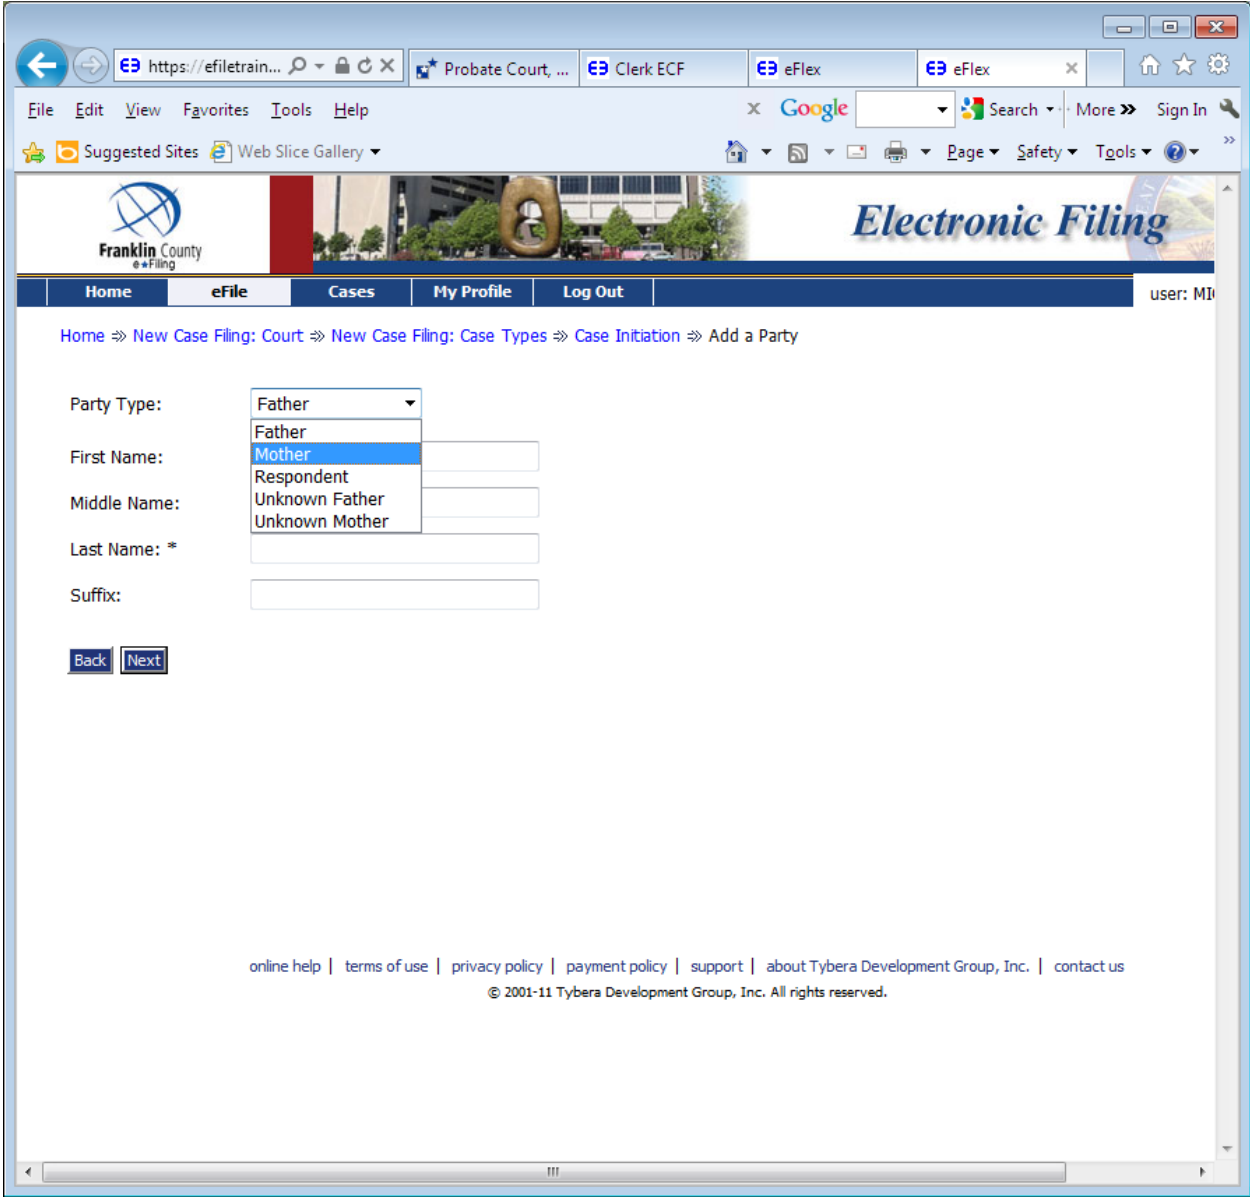 https://efiletrain...
Probate Court, ...
Clerk ECF
eFlex
eFlex
File Edit View Favorites Tools Help
x Google Search More » Sign In
Suggested Sites Web Slice Gallery
Page Safety Tools
Franklin County
e★Filing
Electronic Filing
Home eFile Cases My Profile Log Out
user: MI
Home ⇒ New Case Filing: Court ⇒ New Case Filing: Case Types ⇒ Case Initiation ⇒ Add a Party
Party Type: Father
Father
First Name: Mother
Respondent
Middle Name: Unknown Father
Unknown Mother
Last Name: *
Suffix:
Back Next
online help | terms of use | privacy policy | payment policy | support | about Tybera Development Group, Inc. | contact us
© 2001-11 Tybera Development Group, Inc. All rights reserved.